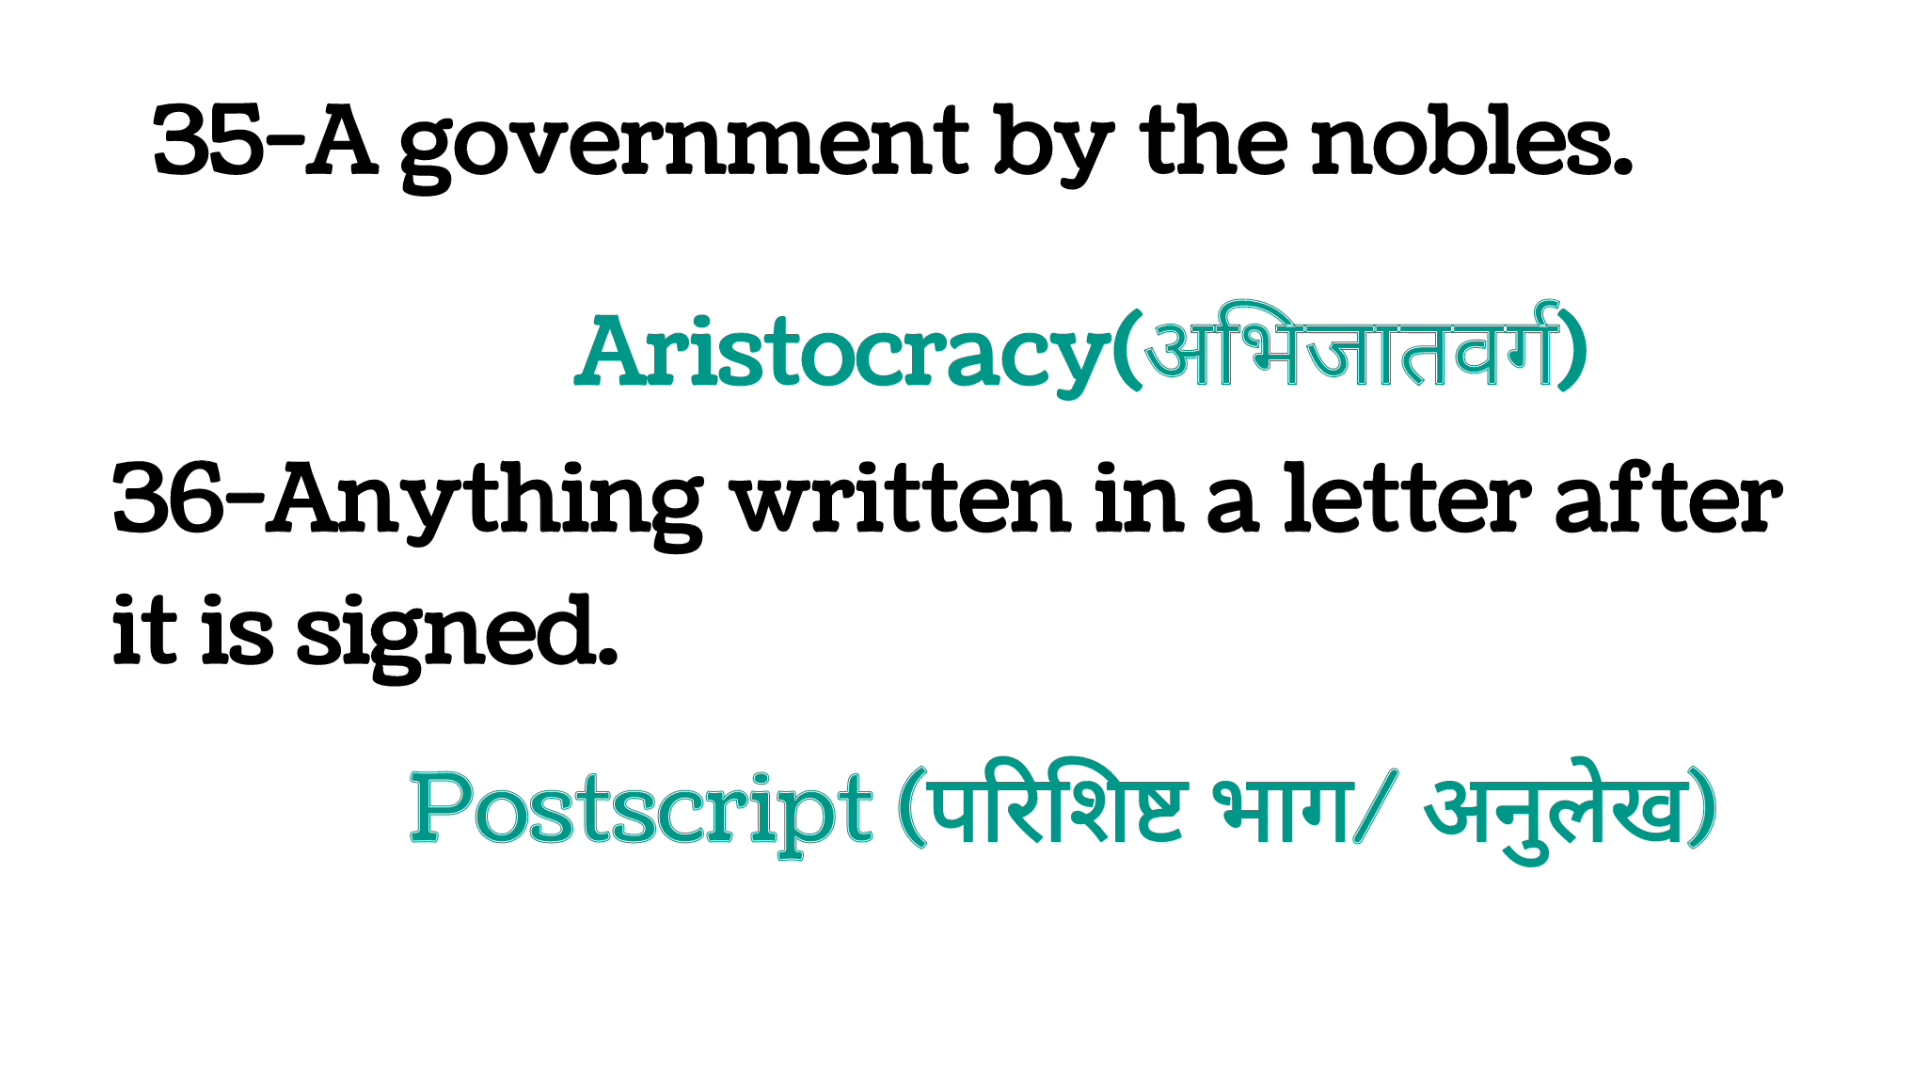 35-A government by the nobles.
Aristocracy(अभिजातवर्ग)
36-Anything written in a letter after
it is signed.
Postscript (परिशिष्ट भाग/ अनुलेख)